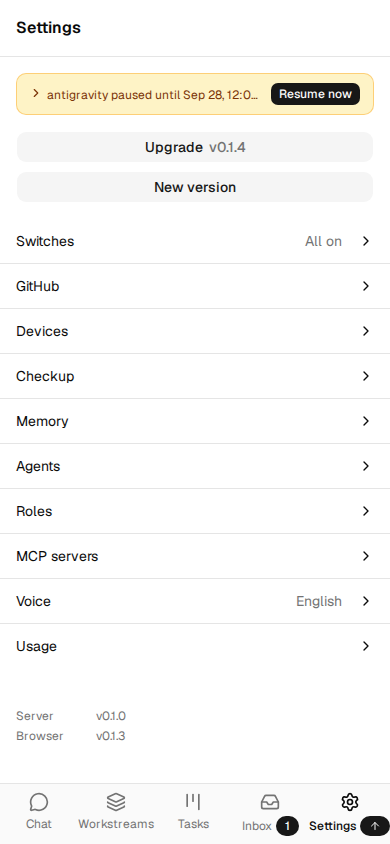 Settings
antigravity paused until Sep 28, 12:0...
Resume now
Upgrade v0.1.4
New version
Switches All on
GitHub
Devices
Checkup
Memory
Agents
Roles
MCP servers
Voice English
Usage
Server v0.1.0
Browser v0.1.3
Chat Workstreams Tasks Inbox 1 Settings